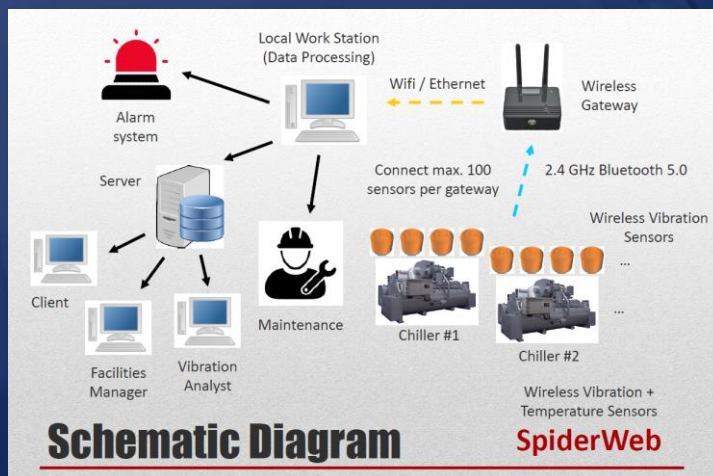 Local Work Station
(Data Processing)
Wifi / Ethernet
Wireless
Gateway
Alarm
system
Connect max. 100
sensors per gateway
2.4 GHz Bluetooth 5.0
Server
Wireless Vibration
Sensors
...
...
Client
Maintenance
Chiller #1
Chiller #2
Facilities
Manager
Vibration
Analyst
Wireless Vibration +
Temperature Sensors
Schematic Diagram
SpiderWeb